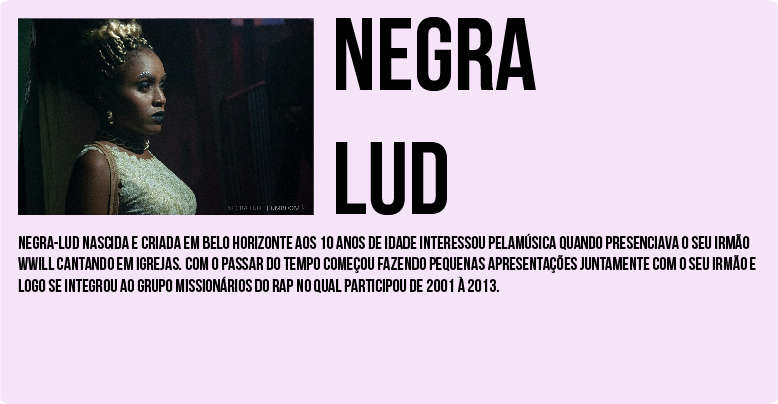 NEGRA
LUD
NEGRA-LUD NASCIDA E CRIADA EM BELO HORIZONTE AOS 10 ANOS DE IDADE INTERESSOU PELAMÚSICA QUANDO PRESENCIAVA O SEU IRMÃO
WWILL CANTANDO EM IGREJAS. COM O PASSAR DO TEMPO COMEÇOU FAZENDO PEQUENAS APRESENTAÇÕES JUNTAMENTE COM O SEU IRMÃO E
LOGO SE INTEGROU AO GRUPO MISSIONÁRIOS DO RAP NO QUAL PARTICIPOU DE 2001 À 2013.